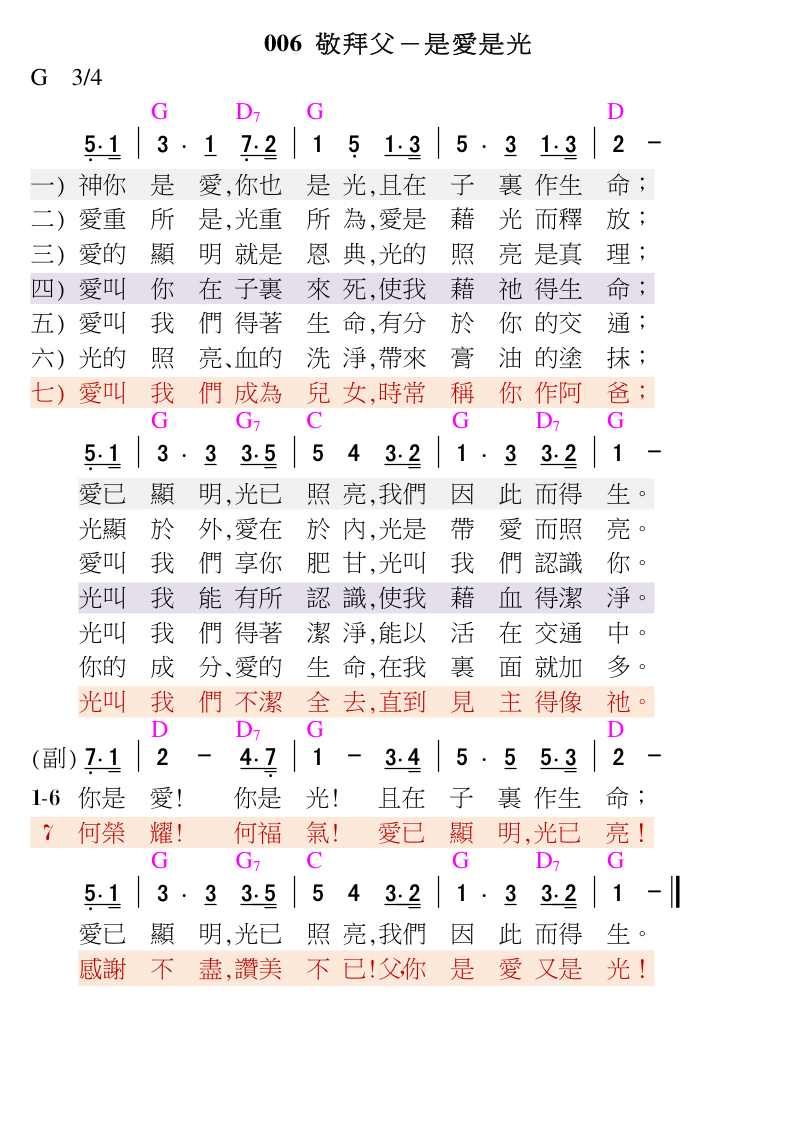 006 敬拜父－是愛是光
G 3/4
G D7 G D
5· 1 | 3 · 1 7· 2 | 1 5 1· 3 | 5 · 3 1· 3 | 2 －
一) 神你 是 愛,你也 是 光,且在 子 裏 作生 命；
二) 愛重 所 是,光重 所 為,愛是 藉 光 而釋 放；
三) 愛的 顯 明 就是 恩 典,光的 照 亮 是真 理；
四) 愛叫 你 在 子裏 來 死,使我 藉 祂 得生 命；
五) 愛叫 我 們 得著 生 命,有分 於 你 的交 通；
六) 光的 照 亮、血的 洗 淨,帶來 膏 油 的塗 抹；
七) 愛叫 我 們 成為 兒 女,時常 稱 你 作阿 爸；
G G7 C G D7 G
5· 1 | 3 · 3 3· 5 | 5 4 3· 2 | 1 · 3 3· 2 | 1 －
愛已 顯 明,光已 照 亮,我們 因 此 而得 生。
光顯 於 外,愛在 於 內,光是 帶 愛 而照 亮。
愛叫 我 們 享你 肥 甘,光叫 我 們 認識 你。
光叫 我 能 有所 認 識,使我 藉 血 得潔 淨。
光叫 我 們 得著 潔 淨,能以 活 在 交通 中。
你的 成 分、愛的 生 命,在我 裏 面 就加 多。
光叫 我 們 不潔 全 去,直到 見 主 得像 祂。
D D7 G D
(副) 7· 1 | 2 － 4· 7 | 1 － 3· 4 | 5 · 5 5· 3 | 2 －
1-6 你是 愛! 你是 光! 且在 子 裏 作生 命；
7 何榮 耀! 何福 氣! 愛已 顯 明,光已 亮！
G G7 C G D7 G
5· 1 | 3 · 3 3· 5 | 5 4 3· 2 | 1 · 3 3· 2 | 1 － ‖
愛已 顯 明,光已 照 亮,我們 因 此 而得 生。
感謝 不 盡,讚美 不 已!父,你 是 愛 又是 光！